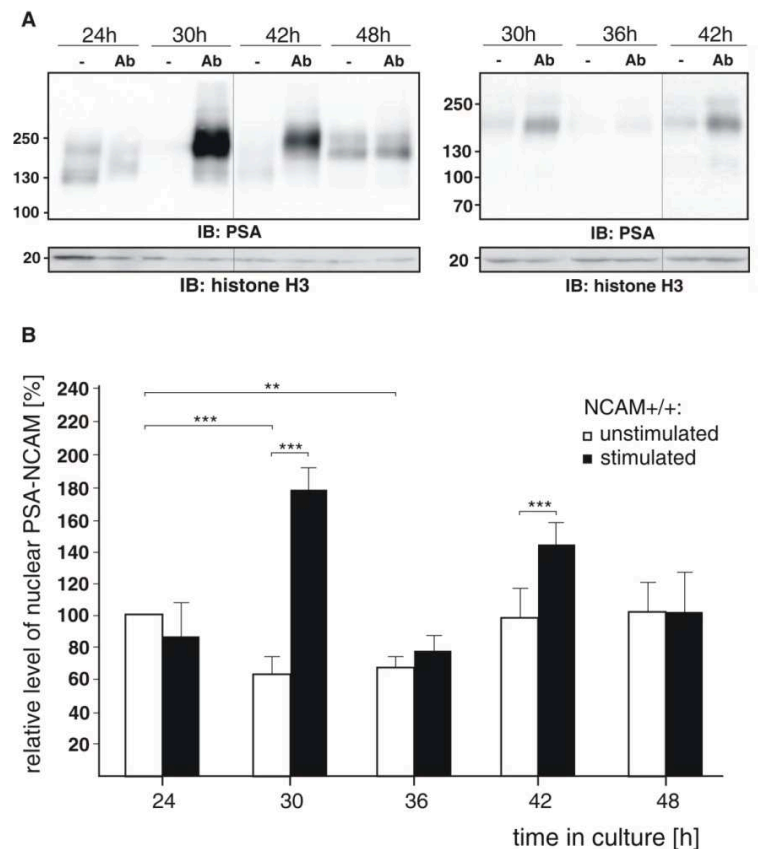 A
24h 30h 42h 48h
- Ab - Ab - Ab - Ab
250
130
100
IB: PSA
20
IB: histone H3
30h 36h 42h
- Ab - Ab - Ab
250
130
100
70
IB: PSA
20
IB: histone H3
B
relative level of nuclear PSA-NCAM [%]
240
220
200
180
160
140
120
100
80
60
40
20
**
***
***
***
NCAM+/+:
unstimulated
stimulated
24 30 36 42 48
time in culture [h]